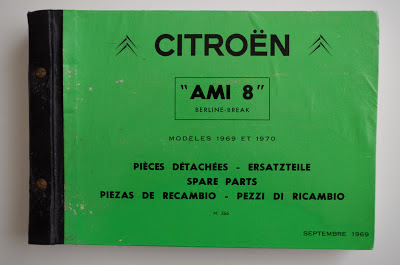 CITROËN
"AMI 8"
BERLINE-BREAK
MODELES 1969 ET 1970
PIÈCES DÉTACHÉES - ERSATZTEILE
SPARE PARTS
PIEZAS DE RECAMBIO - PEZZI DI RICAMBIO
SEPTEMBRE 1969